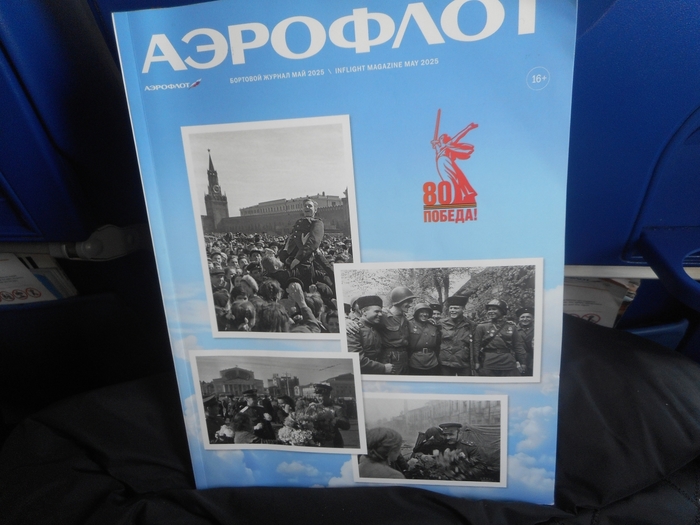 АЭРОФЛОТ
АЭРОФЛОТ
БОРТОВОЙ ЖУРНАЛ МАЙ 2025 \ INFLIGHT MAGAZINE MAY 2025
16+
80
ПОБЕДА!